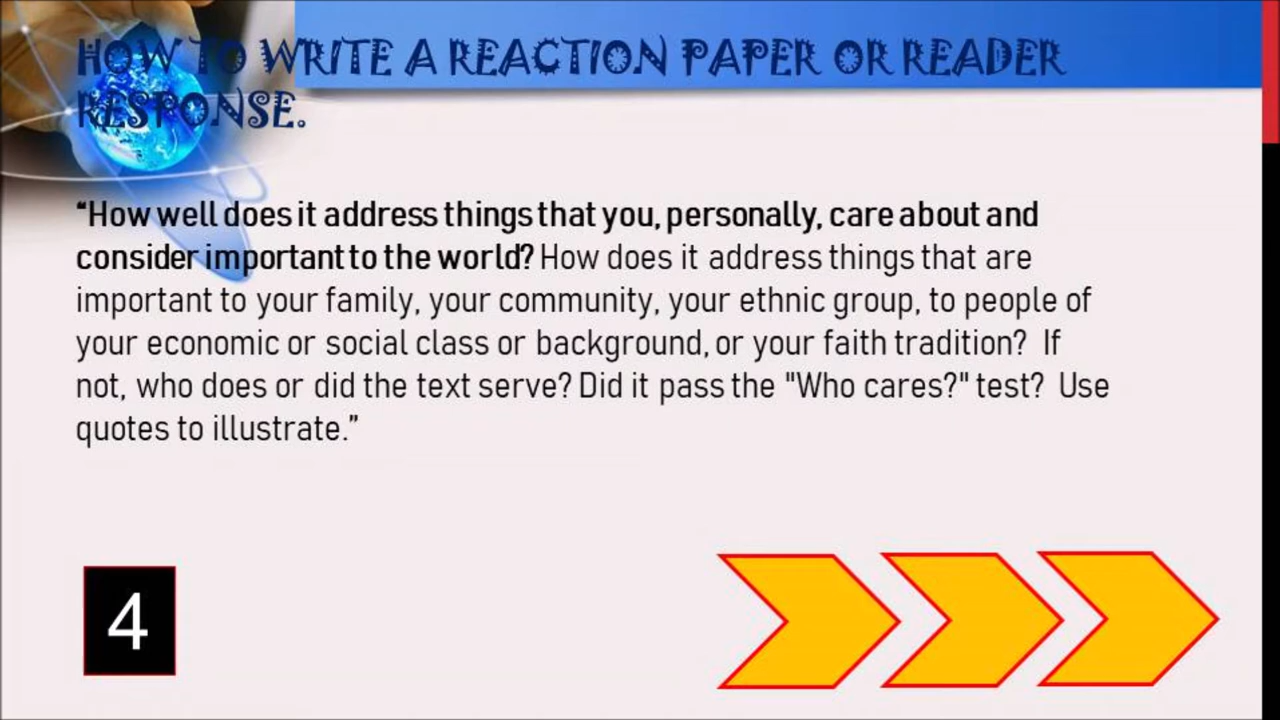 HOW TO WRITE A REACTION PAPER OR READER
RESPONSE.
“How well does it address things that you, personally, care about and
consider important to the world? How does it address things that are
important to your family, your community, your ethnic group, to people of
your economic or social class or background, or your faith tradition? If
not, who does or did the text serve? Did it pass the "Who cares?" test? Use
quotes to illustrate.”
4